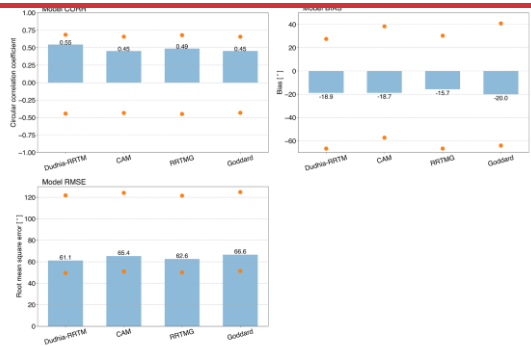 Model CORR
Circular correlation coefficient
1.00
0.75
0.50
0.25
0.00
−0.25
−0.50
−0.75
−1.00
0.55
0.45
0.49
0.45
Dudhia-RRTM
CAM
RRTMG
Goddard
Model BIAS
Bias [°]
40
20
0
−20
−40
−60
-18.9
-18.7
-15.7
-20.0
Dudhia-RRTM
CAM
RRTMG
Goddard
Model RMSE
Root mean square error [°]
120
100
80
60
40
20
0
61.1
65.4
62.6
66.6
Dudhia-RRTM
CAM
RRTMG
Goddard